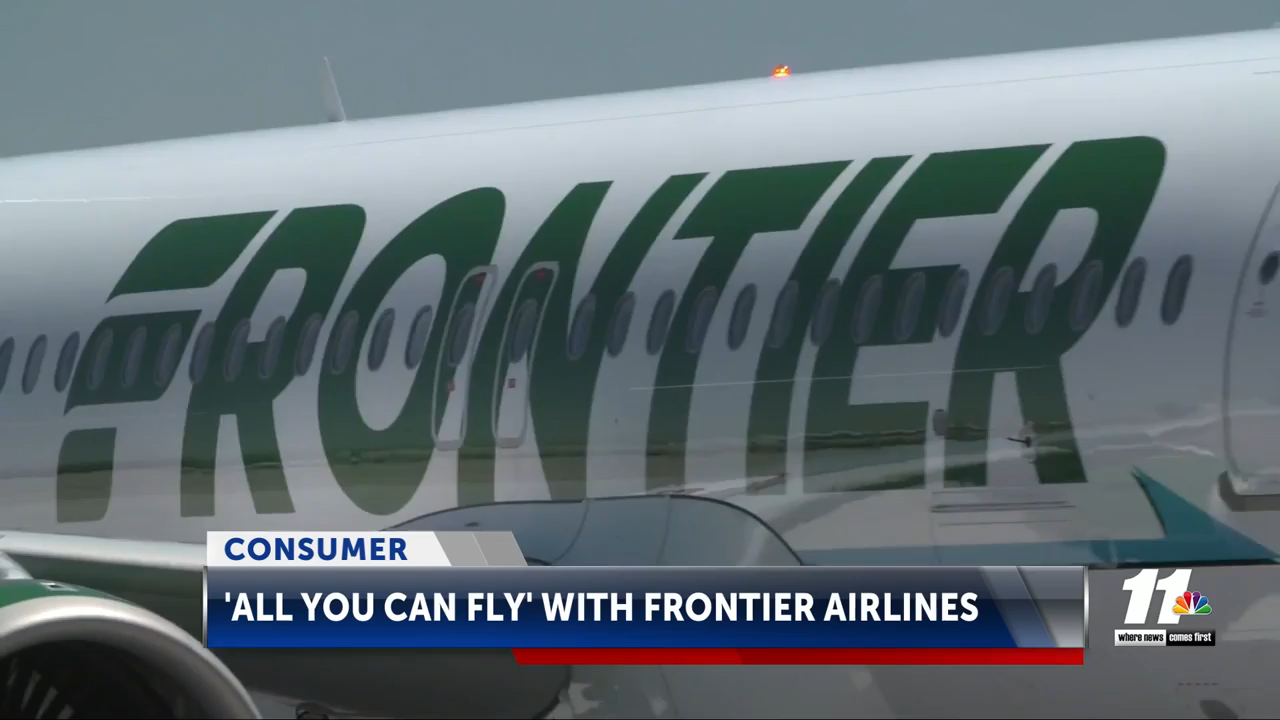 FRONTIER
CONSUMER
'ALL YOU CAN FLY' WITH FRONTIER AIRLINES
11
where news comes first